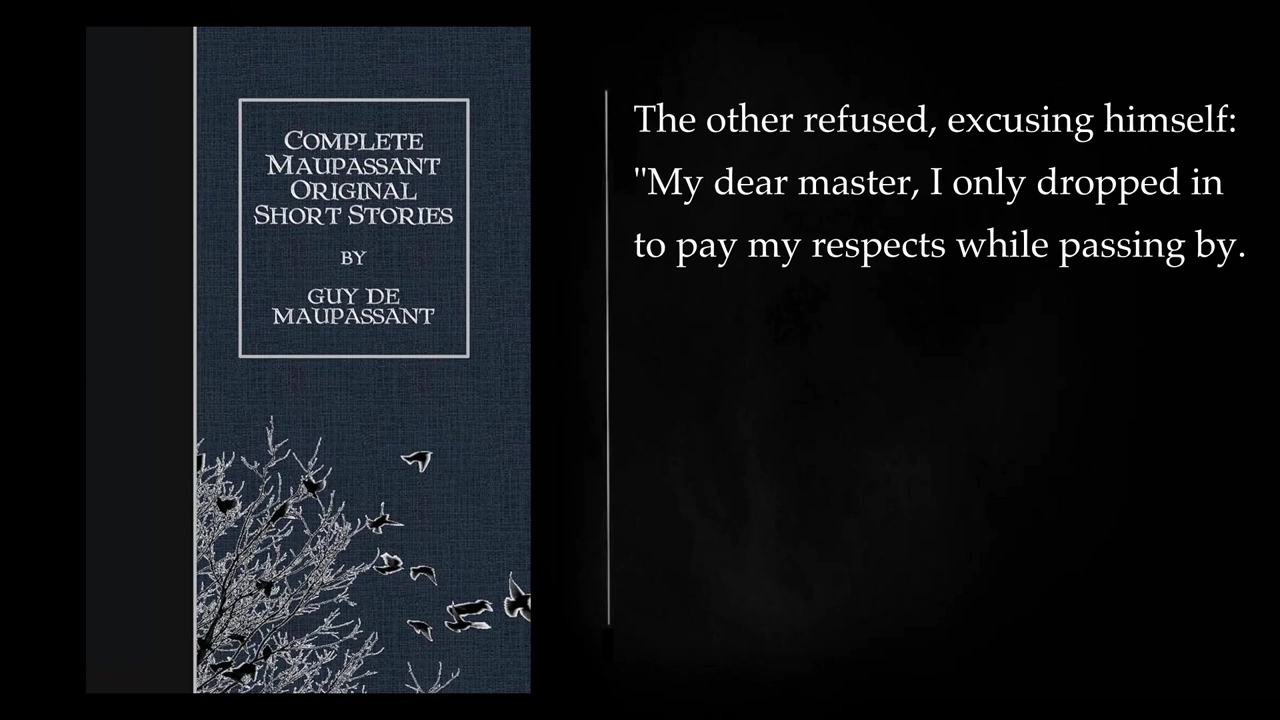 COMPLETE
MAUPASSANT
ORIGINAL
SHORT STORIES
BY
GUY DE
MAUPASSANT
The other refused, excusing himself:
"My dear master, I only dropped in
to pay my respects while passing by.